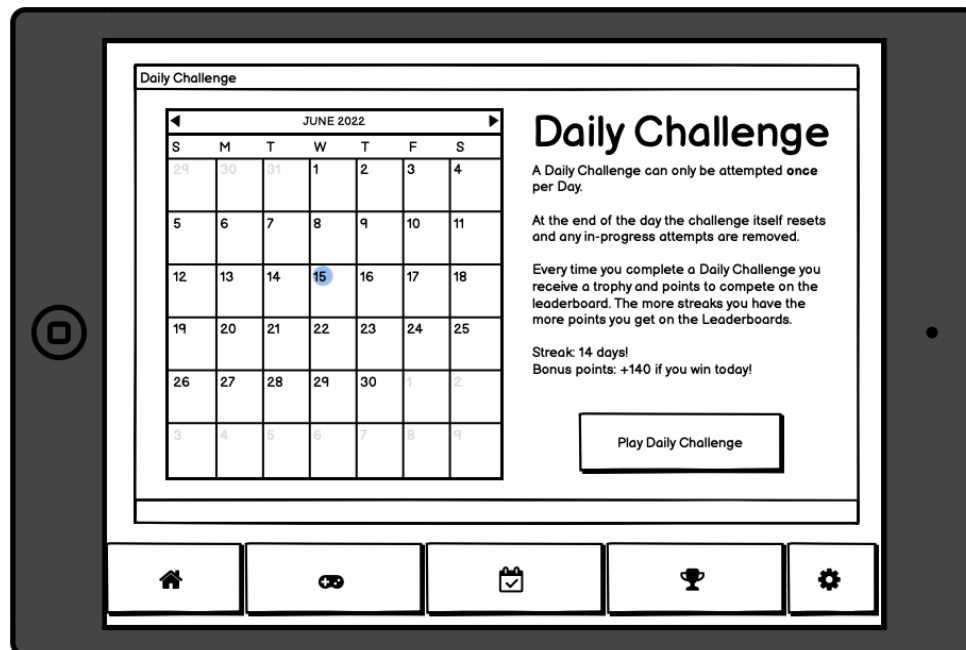 Daily Challenge
JUNE 2022
S M T W T F S
29 30 31 1 2 3 4
5 6 7 8 9 10 11
12 13 14 15 16 17 18
19 20 21 22 23 24 25
26 27 28 29 30 1 2
3 4 5 6 7 8 9
Daily Challenge
A Daily Challenge can only be attempted once
per Day.
At the end of the day the challenge itself resets
and any in-progress attempts are removed.
Every time you complete a Daily Challenge you
receive a trophy and points to compete on the
leaderboard. The more streaks you have the
more points you get on the Leaderboards.
Streak: 14 days!
Bonus points: +140 if you win today!
Play Daily Challenge